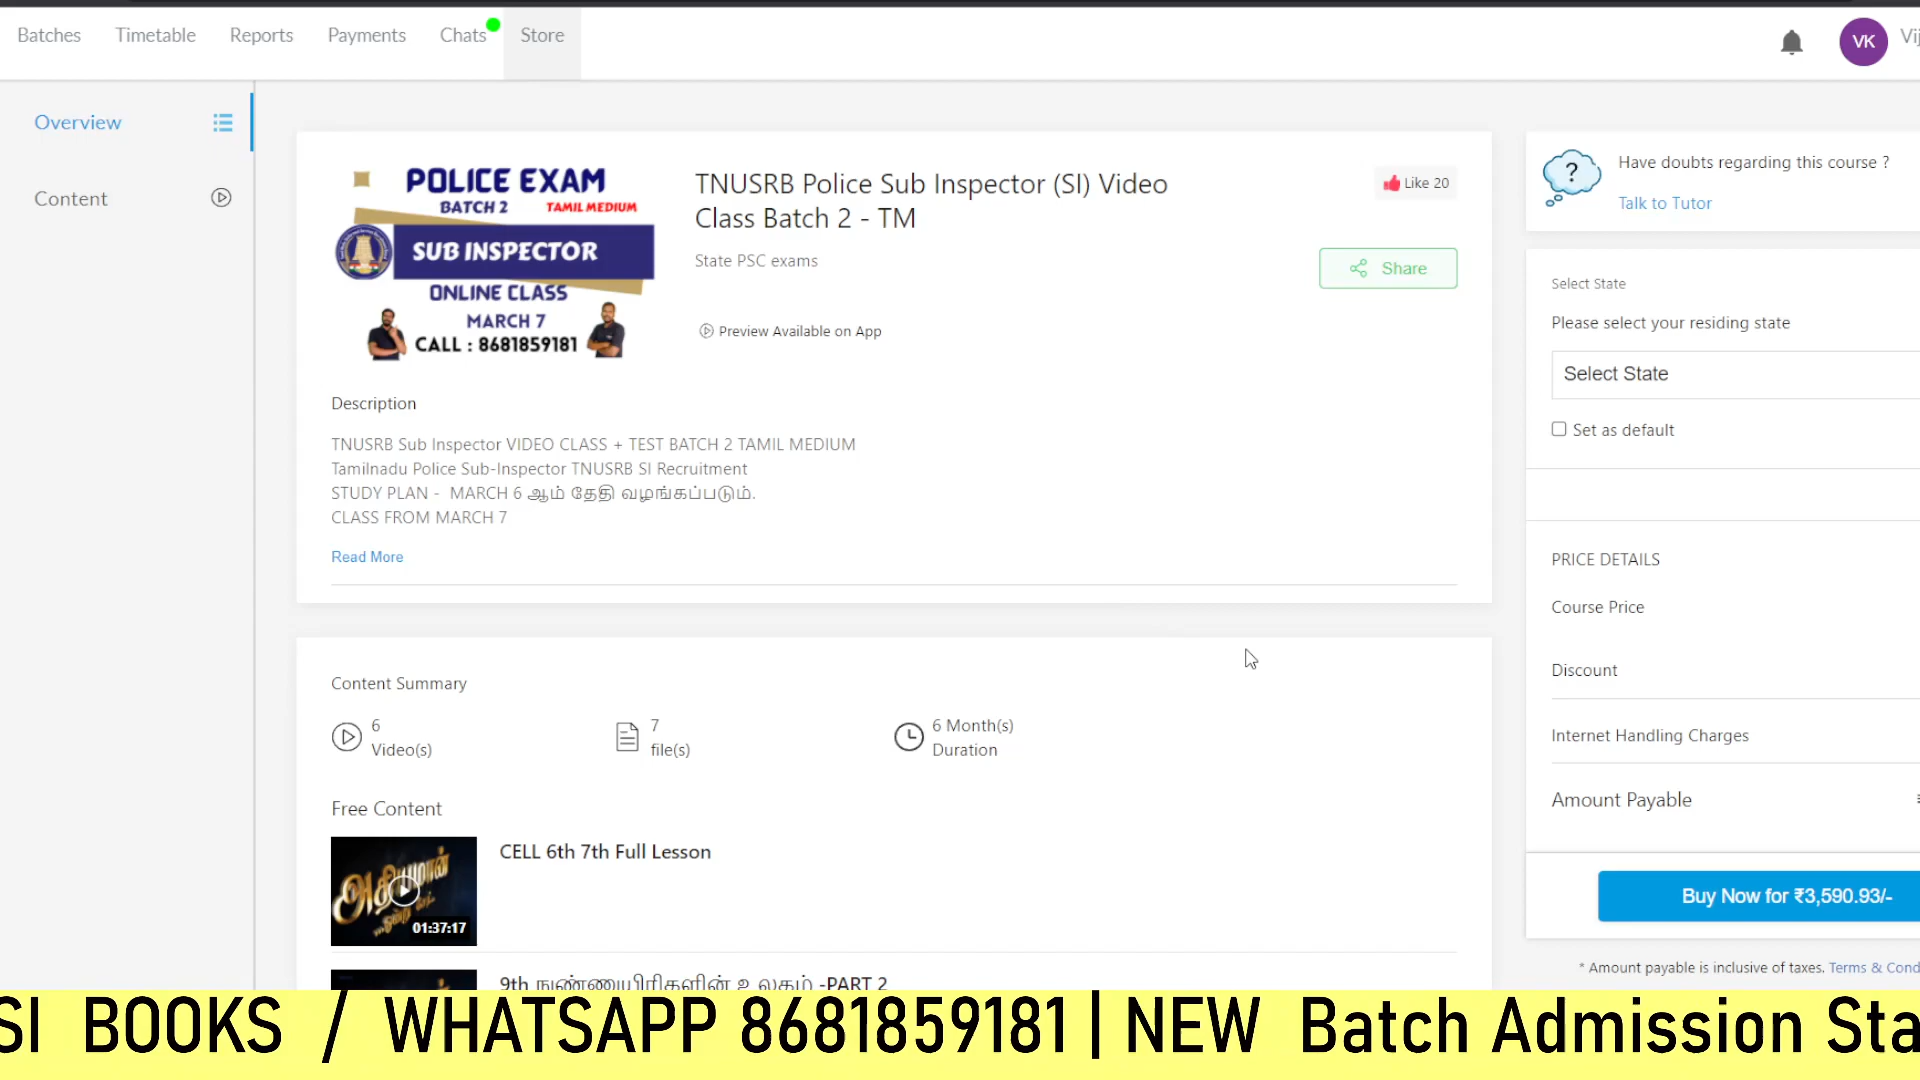 Batches
Timetable
Reports
Payments
Chats
Store
VK
Overview
Content
POLICE EXAM
BATCH 2
TAMIL MEDIUM
SUB INSPECTOR
ONLINE CLASS
MARCH 7
CALL : 8681859181
TNUSRB Police Sub Inspector (SI) Video
Class Batch 2 - TM
State PSC exams
Preview Available on App
Like 20
Share
Description
TNUSRB Sub Inspector VIDEO CLASS + TEST BATCH 2 TAMIL MEDIUM
Tamilnadu Police Sub-Inspector TNUSRB SI Recruitment
STUDY PLAN - MARCH 6 ஆம் தேதி வழங்கப்படும்.
CLASS FROM MARCH 7
Read More
Content Summary
6
Video(s)
7
file(s)
6 Month(s)
Duration
Free Content
அதியமான்
01:37:17
CELL 6th 7th Full Lesson
9th நுண்ணுயிரிகளின் உலகம் -PART 2
?
Have doubts regarding this course ?
Talk to Tutor
Select State
Please select your residing state
Select State
Set as default
PRICE DETAILS
Course Price
Discount
Internet Handling Charges
Amount Payable
Buy Now for ₹3,590.93/-
* Amount payable is inclusive of taxes. Terms & Cond
SI BOOKS / WHATSAPP 8681859181 | NEW Batch Admission Sta